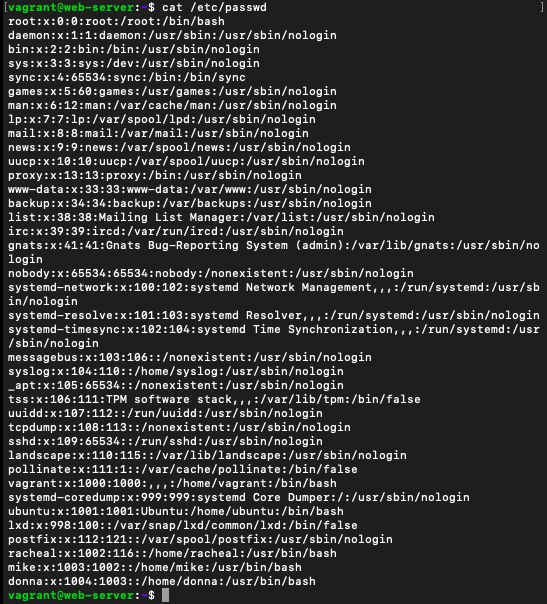 [vagrant@web-server:~$ cat /etc/passwd ]
root:x:0:0:root:/root:/bin/bash
daemon:x:1:1:daemon:/usr/sbin:/usr/sbin/nologin
bin:x:2:2:bin:/bin:/usr/sbin/nologin
sys:x:3:3:sys:/dev:/usr/sbin/nologin
sync:x:4:65534:sync:/bin:/bin/sync
games:x:5:60:games:/usr/games:/usr/sbin/nologin
man:x:6:12:man:/var/cache/man:/usr/sbin/nologin
lp:x:7:7:lp:/var/spool/lpd:/usr/sbin/nologin
mail:x:8:8:mail:/var/mail:/usr/sbin/nologin
news:x:9:9:news:/var/spool/news:/usr/sbin/nologin
uucp:x:10:10:uucp:/var/spool/uucp:/usr/sbin/nologin
proxy:x:13:13:proxy:/bin:/usr/sbin/nologin
www-data:x:33:33:www-data:/var/www:/usr/sbin/nologin
backup:x:34:34:backup:/var/backups:/usr/sbin/nologin
list:x:38:38:Mailing List Manager:/var/list:/usr/sbin/nologin
irc:x:39:39:ircd:/var/run/ircd:/usr/sbin/nologin
gnats:x:41:41:Gnats Bug-Reporting System (admin):/var/lib/gnats:/usr/sbin/no
login
nobody:x:65534:65534:nobody:/nonexistent:/usr/sbin/nologin
systemd-network:x:100:102:systemd Network Management,,,:/run/systemd:/usr/sb
in/nologin
systemd-resolve:x:101:103:systemd Resolver,,,:/run/systemd:/usr/sbin/nologin
systemd-timesync:x:102:104:systemd Time Synchronization,,,:/run/systemd:/usr
/sbin/nologin
messagebus:x:103:106::/nonexistent:/usr/sbin/nologin
syslog:x:104:110::/home/syslog:/usr/sbin/nologin
_apt:x:105:65534::/nonexistent:/usr/sbin/nologin
tss:x:106:111:TPM software stack,,,:/var/lib/tpm:/bin/false
uuidd:x:107:112::/run/uuidd:/usr/sbin/nologin
tcpdump:x:108:113::/nonexistent:/usr/sbin/nologin
sshd:x:109:65534::/run/sshd:/usr/sbin/nologin
landscape:x:110:115::/var/lib/landscape:/usr/sbin/nologin
pollinate:x:111:1::/var/cache/pollinate:/bin/false
vagrant:x:1000:1000:,,,:/home/vagrant:/bin/bash
systemd-coredump:x:999:999:systemd Core Dumper:/:/usr/sbin/nologin
ubuntu:x:1001:1001:Ubuntu:/home/ubuntu:/bin/bash
lxd:x:998:100::/var/snap/lxd/common/lxd:/bin/false
postfix:x:112:121::/var/spool/postfix:/usr/sbin/nologin
racheal:x:1002:116::/home/racheal:/usr/bin/bash
mike:x:1003:1002::/home/mike:/usr/bin/bash
donna:x:1004:1003::/home/donna:/usr/bin/bash
vagrant@web-server:~$